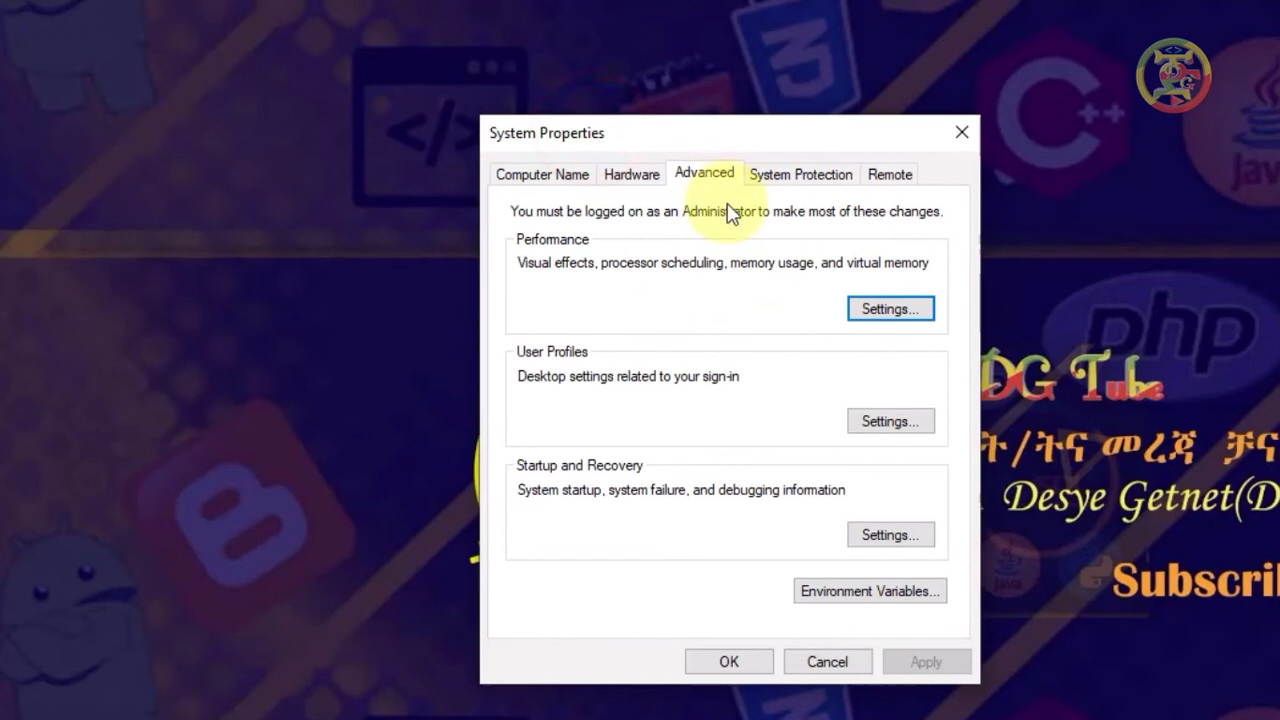 C++
Java
System Properties
Computer Name Hardware Advanced System Protection Remote
You must be logged on as an Administrator to make most of these changes.
Performance
Visual effects, processor scheduling, memory usage, and virtual memory
Settings...
php
User Profiles
Desktop settings related to your sign-in
DG Tube
Settings...
ት/ትና መረጃ ቻና
Startup and Recovery
System startup, system failure, and debugging information
Desye Getnet(D
Settings...
Environment Variables...
Subscri
OK Cancel Apply